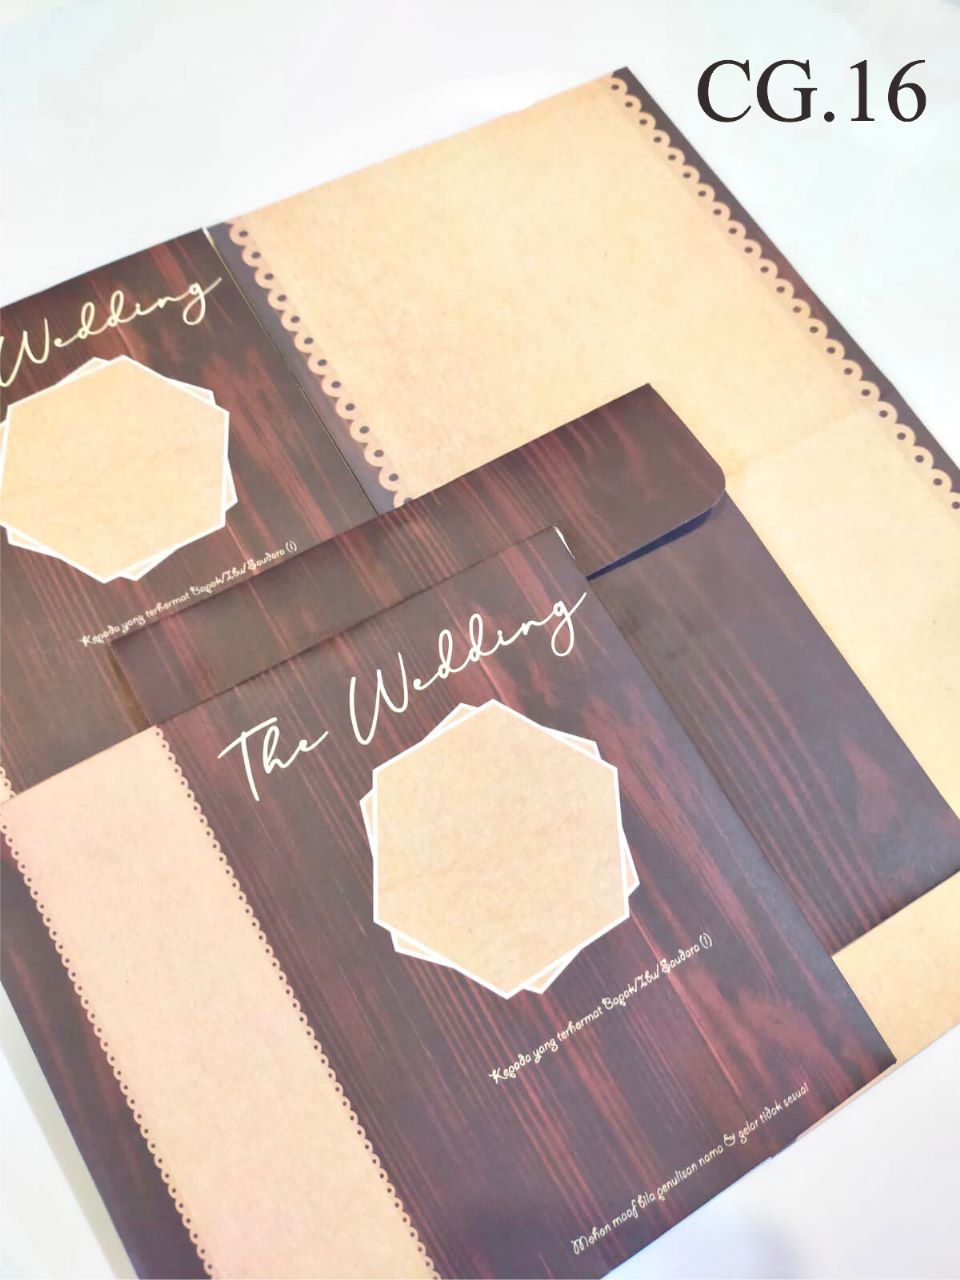 CG.16
Wedding
Kepada yang terhormat Bapak/Ibu/Saudara (i)
The Wedding
Kepada yang terhormat Bapak/Ibu/Saudara (i)
Mohon maaf bila penulisan nama & gelar tidak sesuai